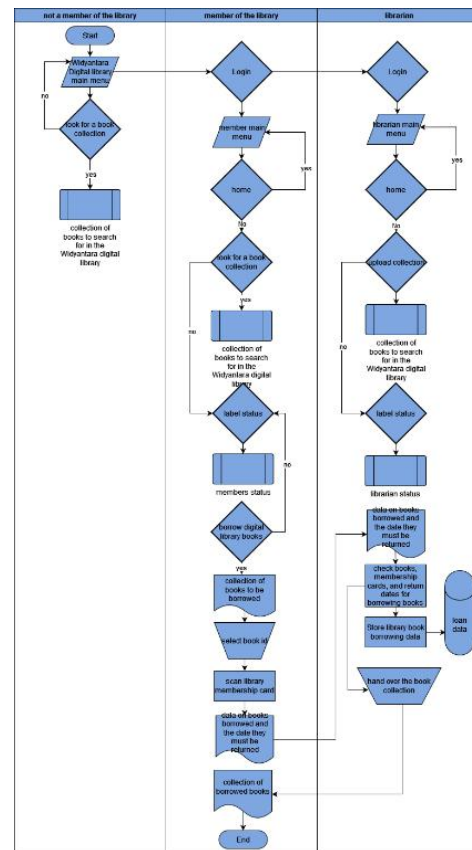 not a member of the library
member of the library
librarian
Start
Widyantara
Digital library
main menu
no
look for a book
collection
yes
collection of
books to search
for in the
Widyantara digital
library
Login
member main
menu
yes
home
No
look for a book
collection
yes
no
collection of
books to search
for in the
Widyantara digital
library
label status
no
members status
borrow digital
library books
yes
collection of
books to be
borrowed
select book id
scan library
membership card
data on books
borrowed and
the date they
must be
returned
collection of
borrowed books
End
Login
librarian main
menu
yes
home
No
upload collection
no
collection of
books to search
for in the
Widyantara digital
library
label status
librarian status
data on books
borrowed and
the date they
must be
returned
check books,
membership
cards, and return
dates for
borrowing books
Store library book
borrowing data
loan
data
hand over the book
collection